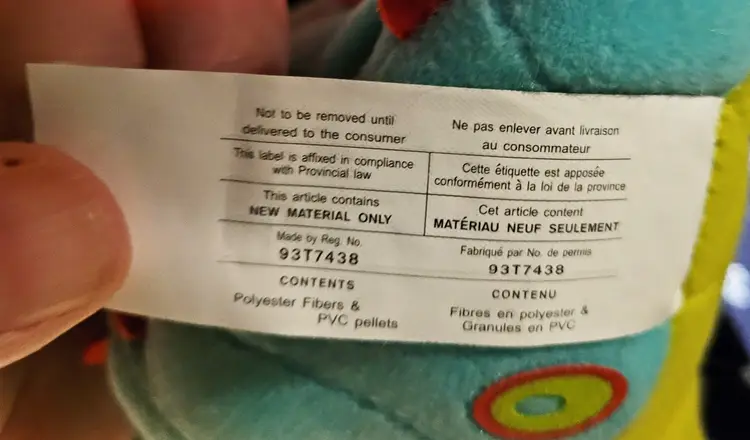 Not to be removed until
delivered to the consumer
Ne pas enlever avant livraison
au consommateur
This label is affixed in compliance
with Provincial law
Cette étiquette est apposée
conformément à la loi de la province
This article contains
NEW MATERIAL ONLY
Cet article content
MATÉRIAU NEUF SEULEMENT
Made by Reg. No.
93T7438
Fabriqué par No. de permis
93T7438
CONTENTS
Polyester Fibers &
PVC pellets
CONTENU
Fibres en polyester &
Granules en PVC